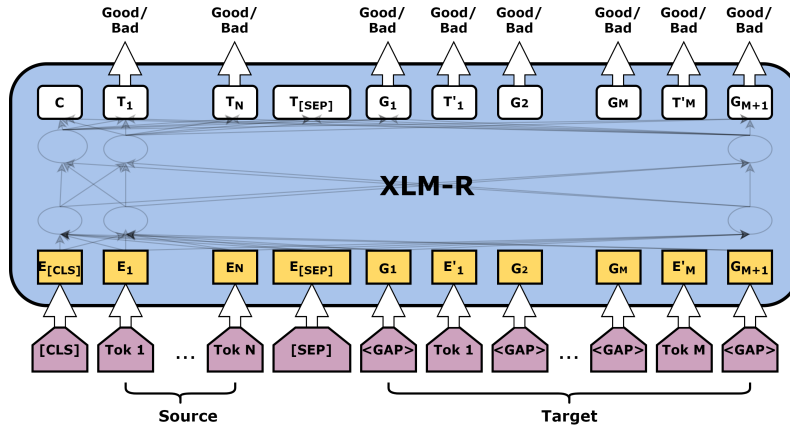 Good/ Good/ Good/ Good/ Good/ Good/ Good/ Good/
Bad Bad Bad Bad Bad Bad Bad Bad
C T1 TN T[SEP] G1 T'1 G2 GM T'M GM+1
XLM-R
E[CLS] E1 EN E[SEP] G1 E'1 G2 GM E'M GM+1
[CLS] Tok 1 ... Tok N [SEP] <GAP> Tok 1 <GAP> ... <GAP> Tok M <GAP>
Source Target